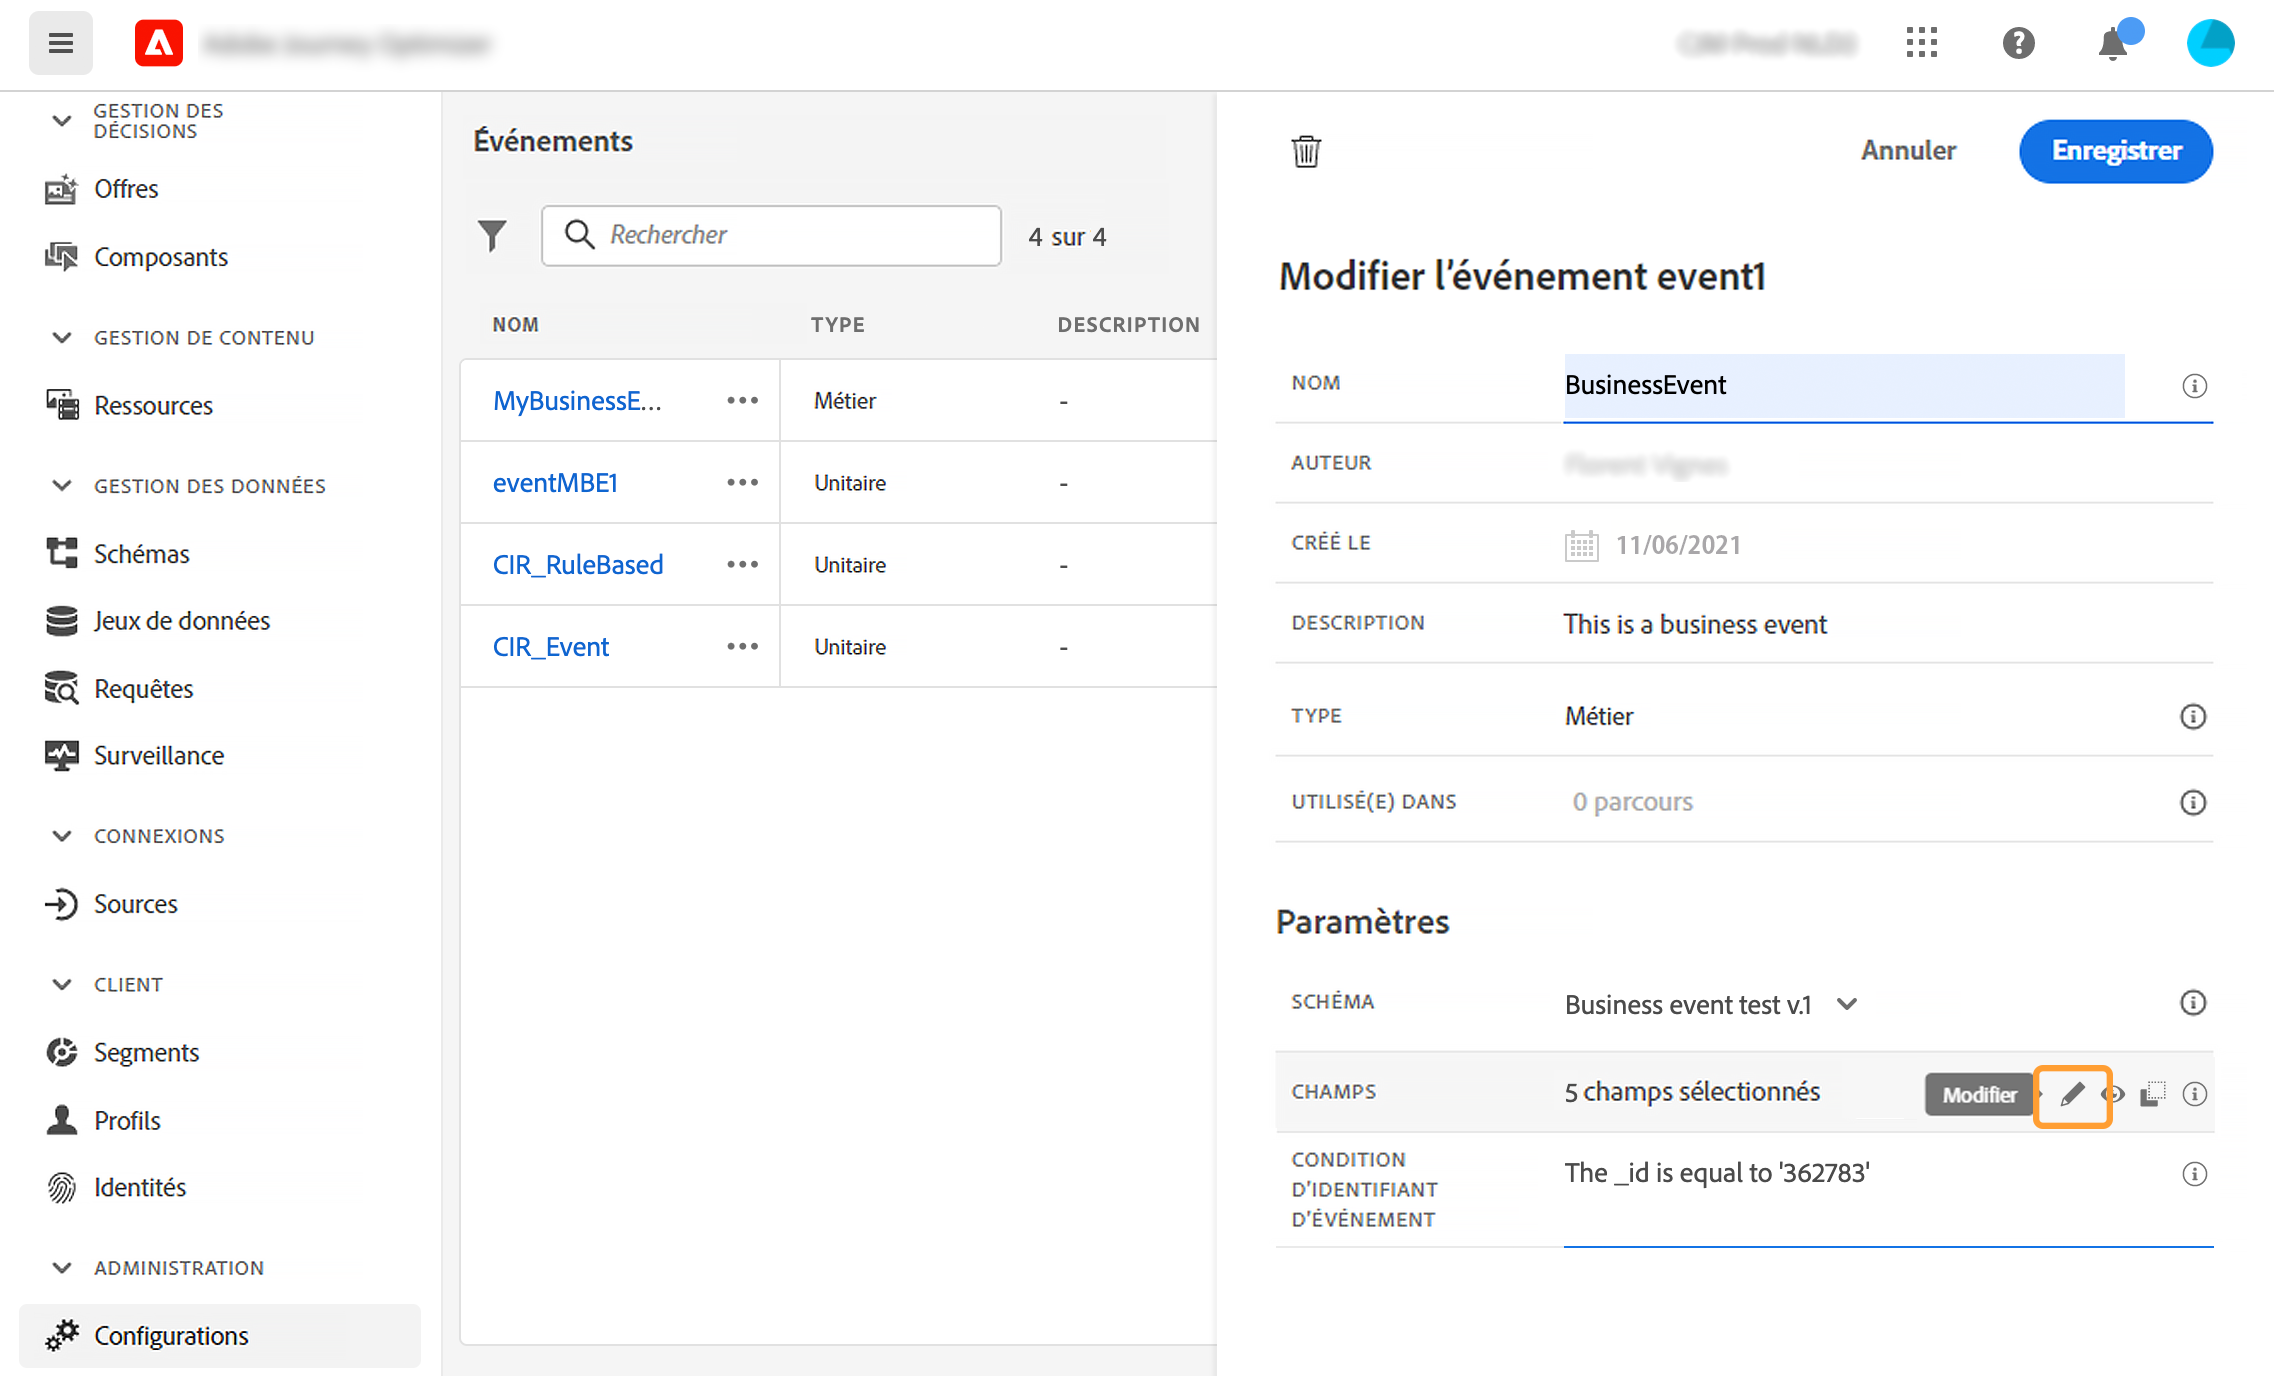 GESTION DES
DÉCISIONS
Offres
Composants
GESTION DE CONTENU
Ressources
GESTION DES DONNÉES
Schémas
Jeux de données
Requêtes
Surveillance
CONNEXIONS
Sources
CLIENT
Segments
Profils
Identités
ADMINISTRATION
Configurations
Événements
Rechercher
4 sur 4
NOM TYPE DESCRIPTION
MyBusinessE... ••• Métier -
eventMBE1 ••• Unitaire -
CIR_RuleBased ••• Unitaire -
CIR_Event ••• Unitaire -
Annuler
Enregistrer
Modifier l'événement event1
NOM BusinessEvent
AUTEUR
CRÉÉ LE 11/06/2021
DESCRIPTION This is a business event
TYPE Métier
UTILISÉ(E) DANS 0 parcours
Paramètres
SCHÉMA Business event test v.1
CHAMPS 5 champs sélectionnés Modifier
CONDITION
D'IDENTIFIANT
D'ÉVÉNEMENT
The _id is equal to '362783'